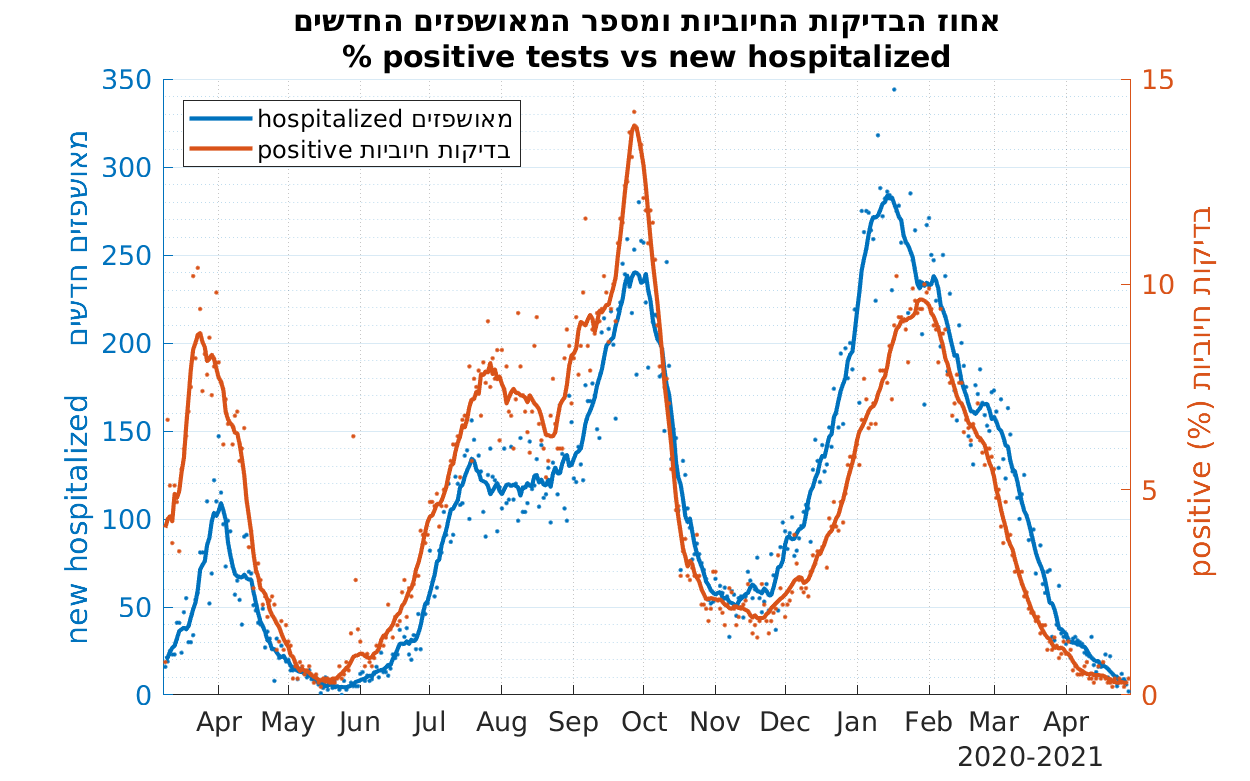 אחוז הבדיקות החיוביות ומספר המאושפזים החדשים
% positive tests vs new hospitalized
hospitalized מאושפזים
positive בדיקות חיוביות
new hospitalized מאושפזים חדשים
350
300
250
200
150
100
50
0
15
10
5
0
positive (%) בדיקות חיוביות
Apr May Jun Jul Aug Sep Oct Nov Dec Jan Feb Mar Apr
2020-2021